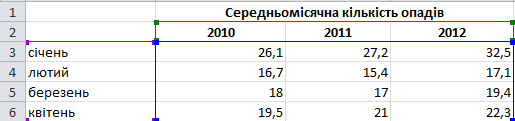 1 Середньомісячна кількість опадів
2 2010 2011 2012
3 січень 26,1 27,2 32,5
4 лютий 16,7 15,4 17,1
5 березень 18 17 19,4
6 квітень 19,5 21 22,3